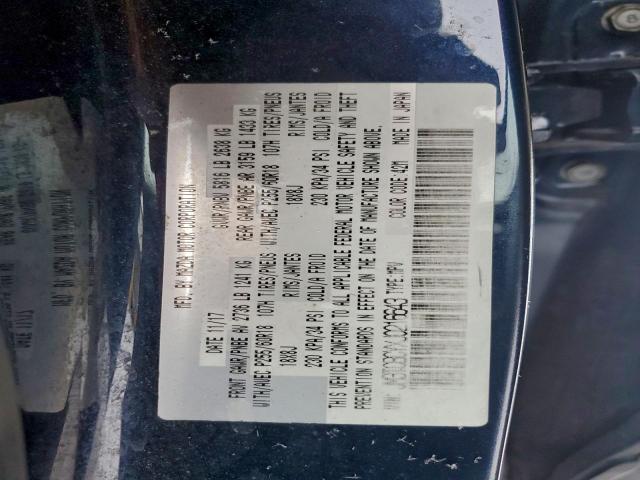 MFD. BY MAZDA MOTOR CORPORATION
DATE 11/17 GVWR/PNBV 5816 LB 2638 KG
FRONT GAWR/PNBE AV 2736 LB 1241 KG REAR GAWR/PNBE AR 3159 LB 1433 KG
WITH/AVEC P255/60R18 107H TIRES/PNEUS WITH/AVEC P255/60R18 107H TIRES/PNEUS
18X8J RIMS/JANTES 18X8J RIMS/JANTES
230 KPA/34 PSI COLD/A FROID 230 KPA/34 PSI COLD/A FROID
THIS VEHICLE CONFORMS TO ALL APPLICABLE FEDERAL MOTOR VEHICLE SAFETY AND THEFT
PREVENTION STANDARDS IN EFFECT ON THE DATE OF MANUFACTURE SHOWN ABOVE.
TYPE: MPV COLOR CODE: 42M MADE IN JAPAN